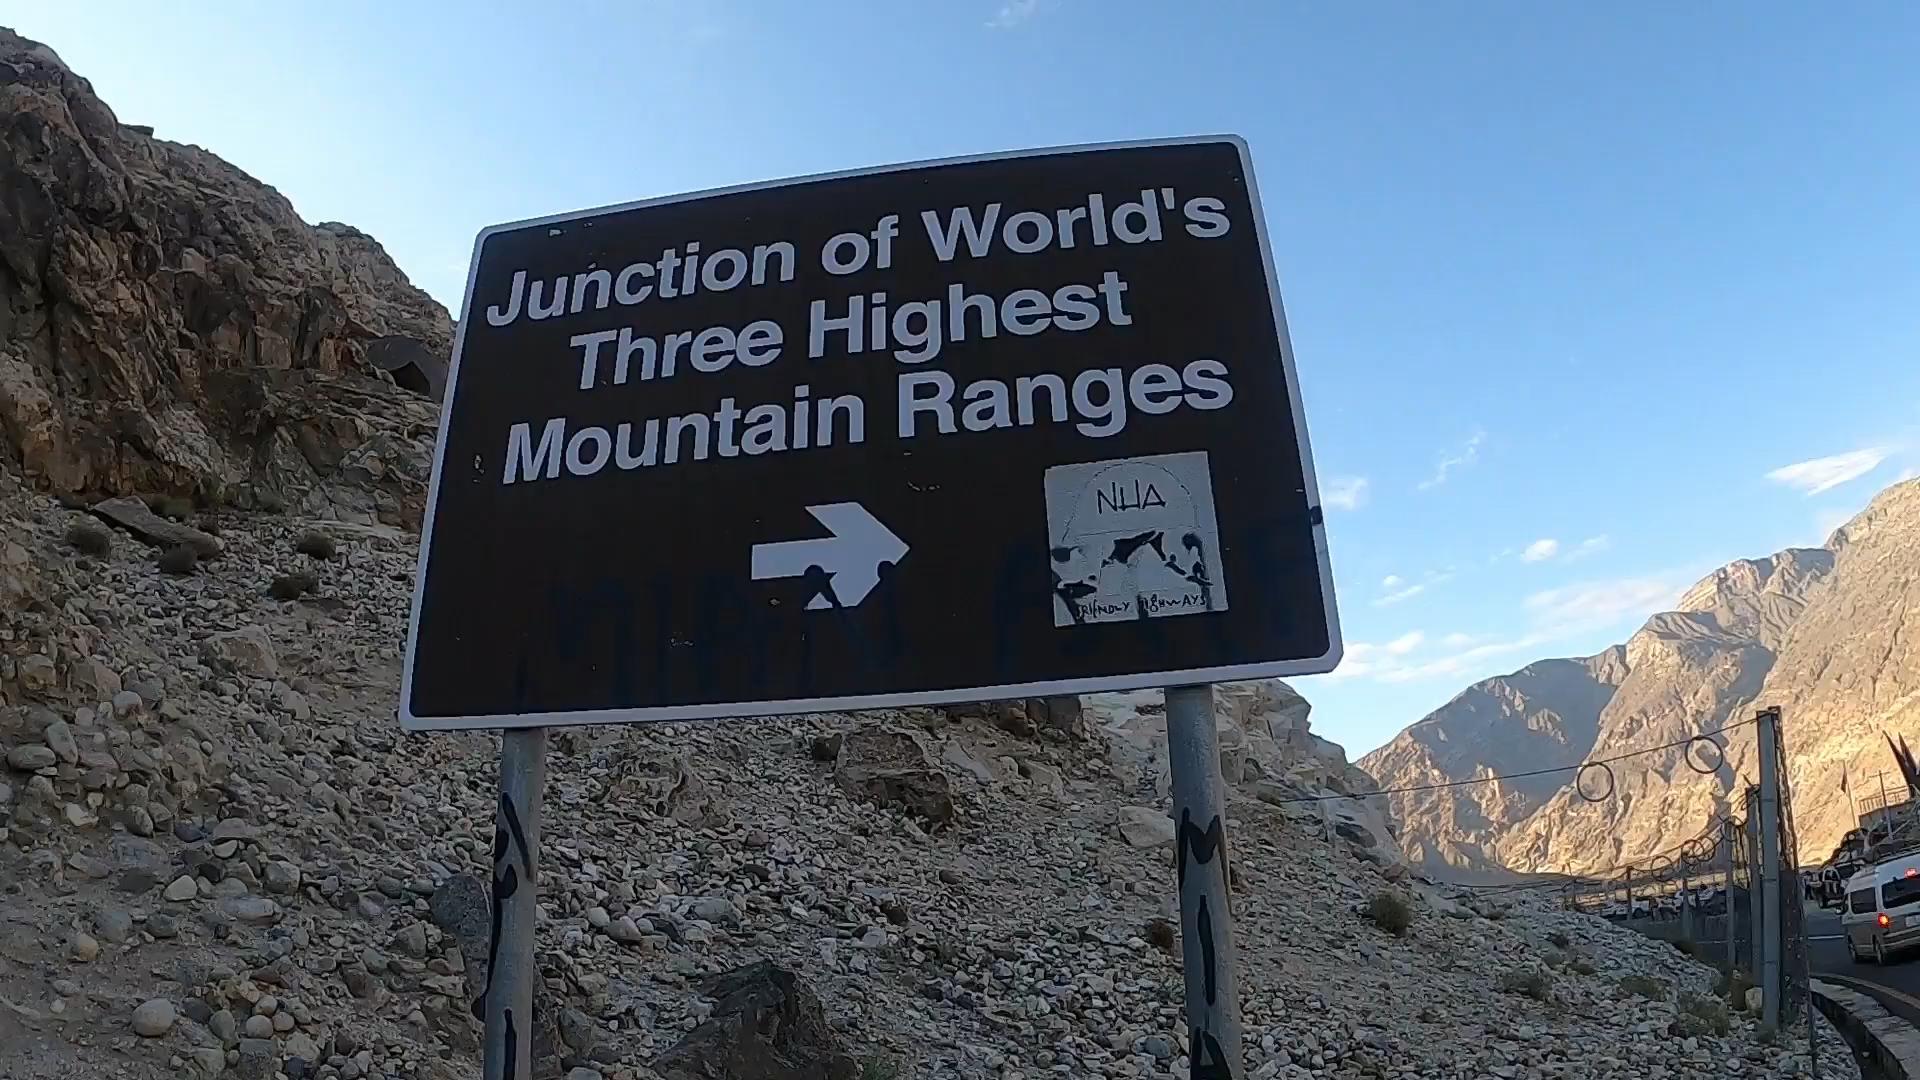 Junction of World's
Three Highest
Mountain Ranges
NHA
FRIENDLY HIGHWAYS